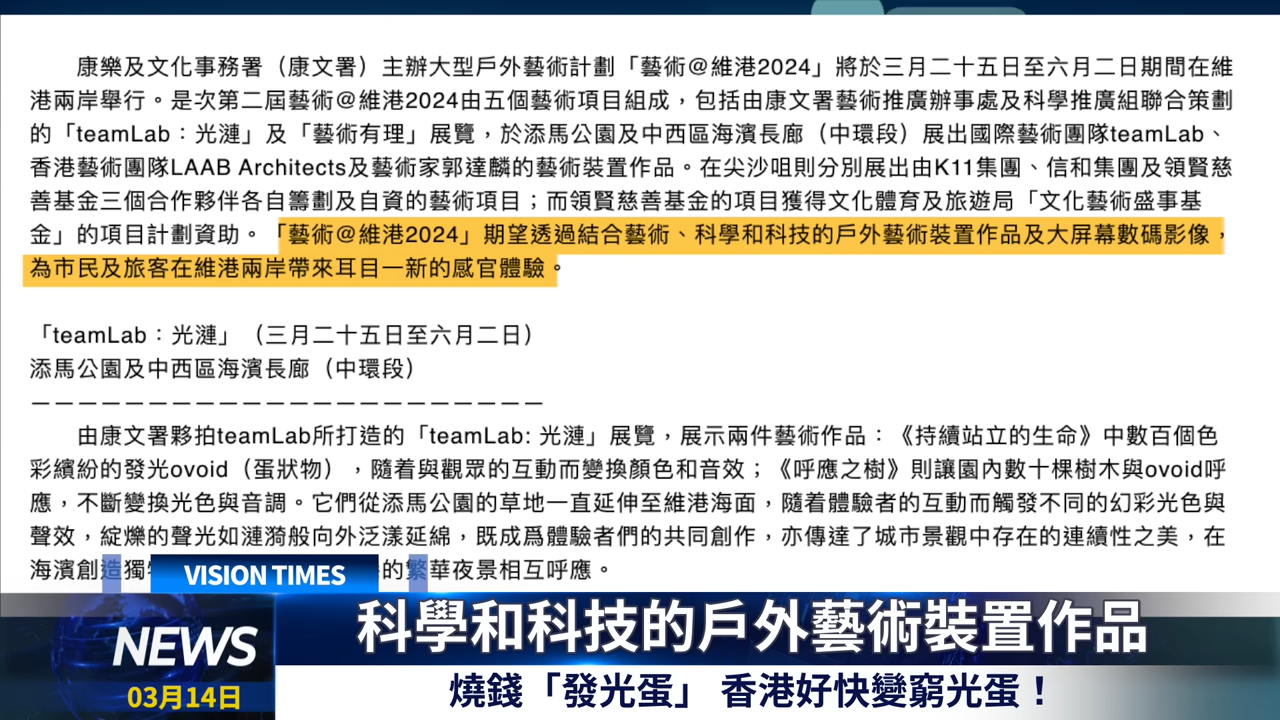 康樂及文化事務署（康文署）主辦大型戶外藝術計劃「藝術＠維港2024」將於三月二十五日至六月二日期間在維
港兩岸舉行。是次第二屆藝術＠維港2024由五個藝術項目組成，包括由康文署藝術推廣辦事處及科學推廣組聯合策劃
的「teamLab：光漣」及「藝術有理」展覽，於添馬公園及中西區海濱長廊（中環段）展出國際藝術團隊teamLab、
香港藝術團隊LAAB Architects及藝術家郭達麟的藝術裝置作品。在尖沙咀則分別展出由K11集團、信和集團及領賢慈
善基金三個合作夥伴各自籌劃及自資的藝術項目；而領賢慈善基金的項目獲得文化體育及旅遊局「文化藝術盛事基
金」的項目計劃資助。「藝術＠維港2024」期望透過結合藝術、科學和科技的戶外藝術裝置作品及大屏幕數碼影像，
為市民及旅客在維港兩岸帶來耳目一新的感官體驗。
「teamLab：光漣」（三月二十五日至六月二日）
添馬公園及中西區海濱長廊（中環段）
－－－－－－－－－－－－－－－－－－－－－－
由康文署夥拍teamLab所打造的「teamLab: 光漣」展覽，展示兩件藝術作品：《持續站立的生命》中數百個色
彩繽紛的發光ovoid（蛋狀物），隨着與觀眾的互動而變換顏色和音效；《呼應之樹》則讓園內數十棵樹木與ovoid呼
應，不斷變換光色與音調。它們從添馬公園的草地一直延伸至維港海面，隨着體驗者的互動而觸發不同的幻彩光色與
聲效，綻爍的聲光如漣漪般向外泛漾延綿，既成爲體驗者們的共同創作，亦傳達了城市景觀中存在的連續性之美，在
海濱創造獨 的繁華夜景相互呼應。
VISION TIMES
科學和科技的戶外藝術裝置作品
NEWS
03月14日
燒錢「發光蛋」 香港好快變窮光蛋！